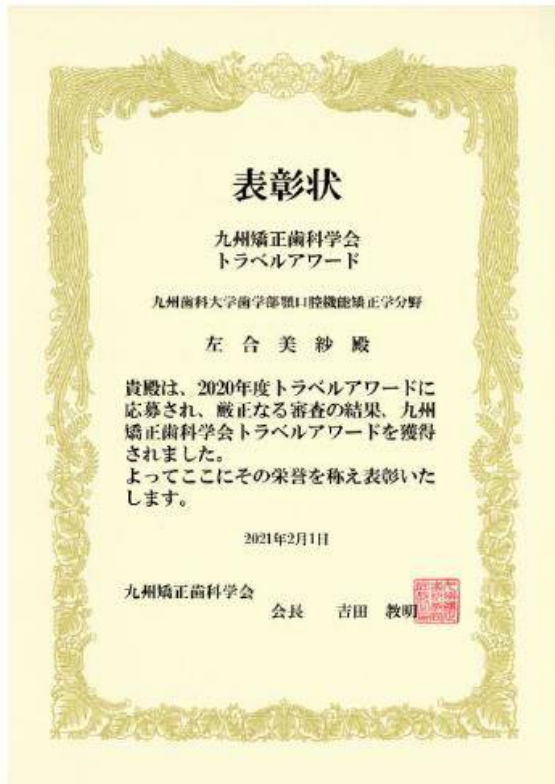 表彰状
九州矯正歯科学会
トラベルアワード
九州歯科大学歯学部顎口腔機能矯正学分野
左合美紗殿
貴殿は、2020年度トラベルアワードに
応募され、厳正なる審査の結果、九州
矯正歯科学会トラベルアワードを獲得
されました。
よってここにその栄誉を称え表彰いた
します。
2021年2月1日
九州矯正歯科学会
会長 吉田 教明